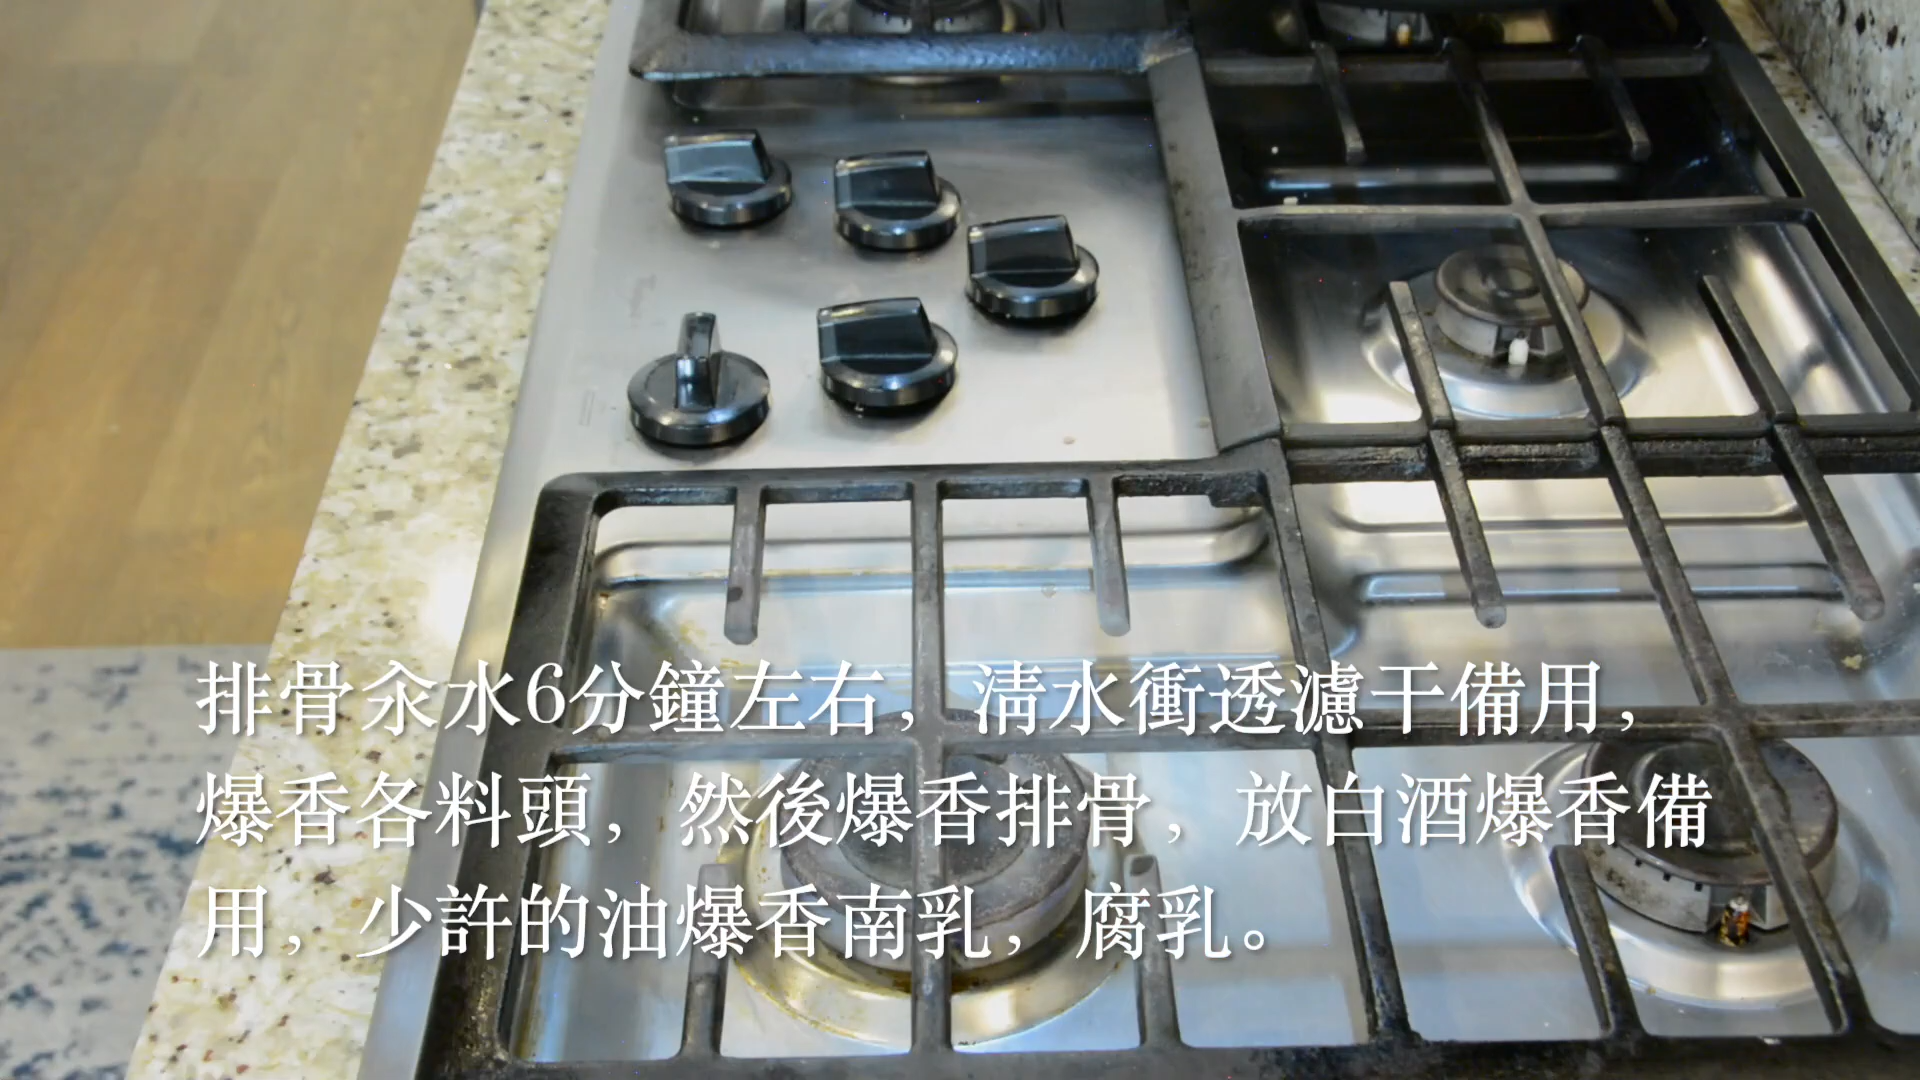 排骨汆水6分鐘左右，清水衝透濾干備用，
爆香各料頭，然後爆香排骨，放白酒爆香備
用，少許的油爆香南乳，腐乳。